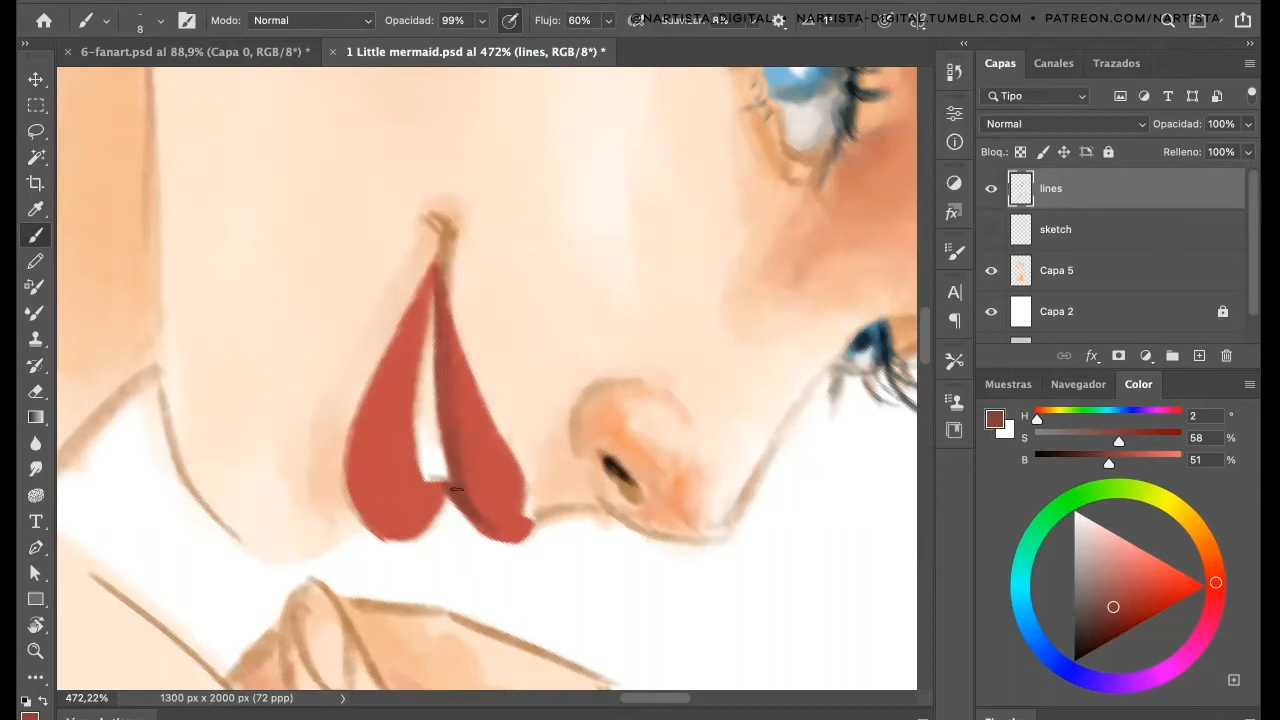 8
Modo:
Normal
Opacidad:
99%
Flujo:
60%
@NARTISTA_DIGITAL • NARTISTA-DIGITAL.TUMBLR.COM • PATREON.COM/NARTISTA
1°
6-fanart.psd al 88,9% (Capa 0, RGB/8*) *
1 Little mermaid.psd al 472% (lines, RGB/8*) *
Capas
Canales
Trazados
Tipo
Normal
Opacidad:
100%
Bloq.:
Relleno:
100%
lines
sketch
Capa 5
Capa 2
Muestras
Navegador
Color
H
2
°
S
58
%
B
51
%
472,22%
1300 px x 2000 px (72 ppp)